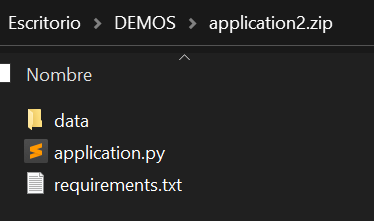 Escritorio > DEMOS > application2.zip
Nombre
data
application.py
requirements.txt